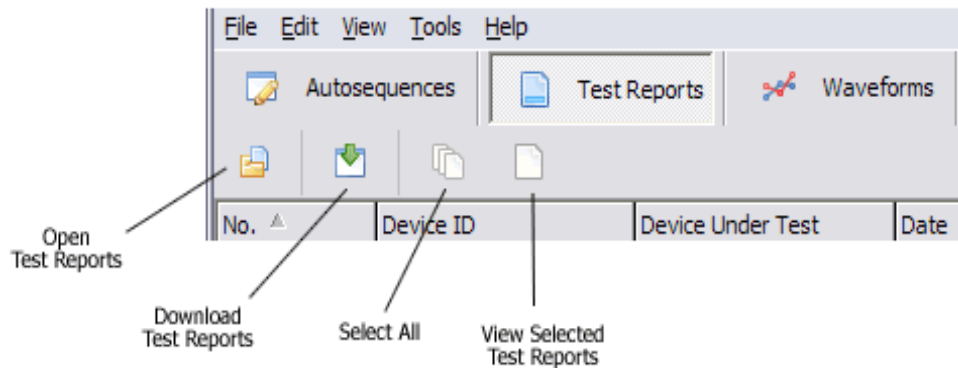 File Edit View Tools Help
Autosequences Test Reports Waveforms
No. Device ID Device Under Test Date
Open
Test Reports
Download
Test Reports
Select All
View Selected
Test Reports